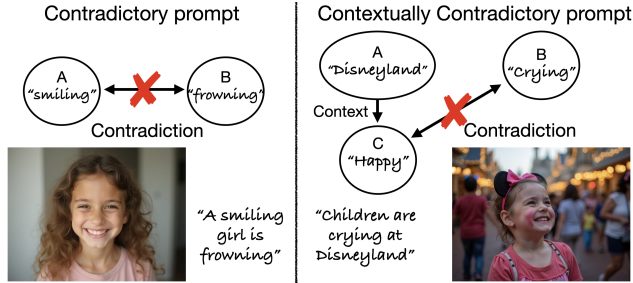 Contradictory prompt
A
"smiling"
B
"frowning"
Contradiction
"A smiling
girl is
frowning"
Contextually Contradictory prompt
A
"Disneyland"
B
"Crying"
Context
Contradiction
C
"Happy"
"Children are
crying at
Disneyland"